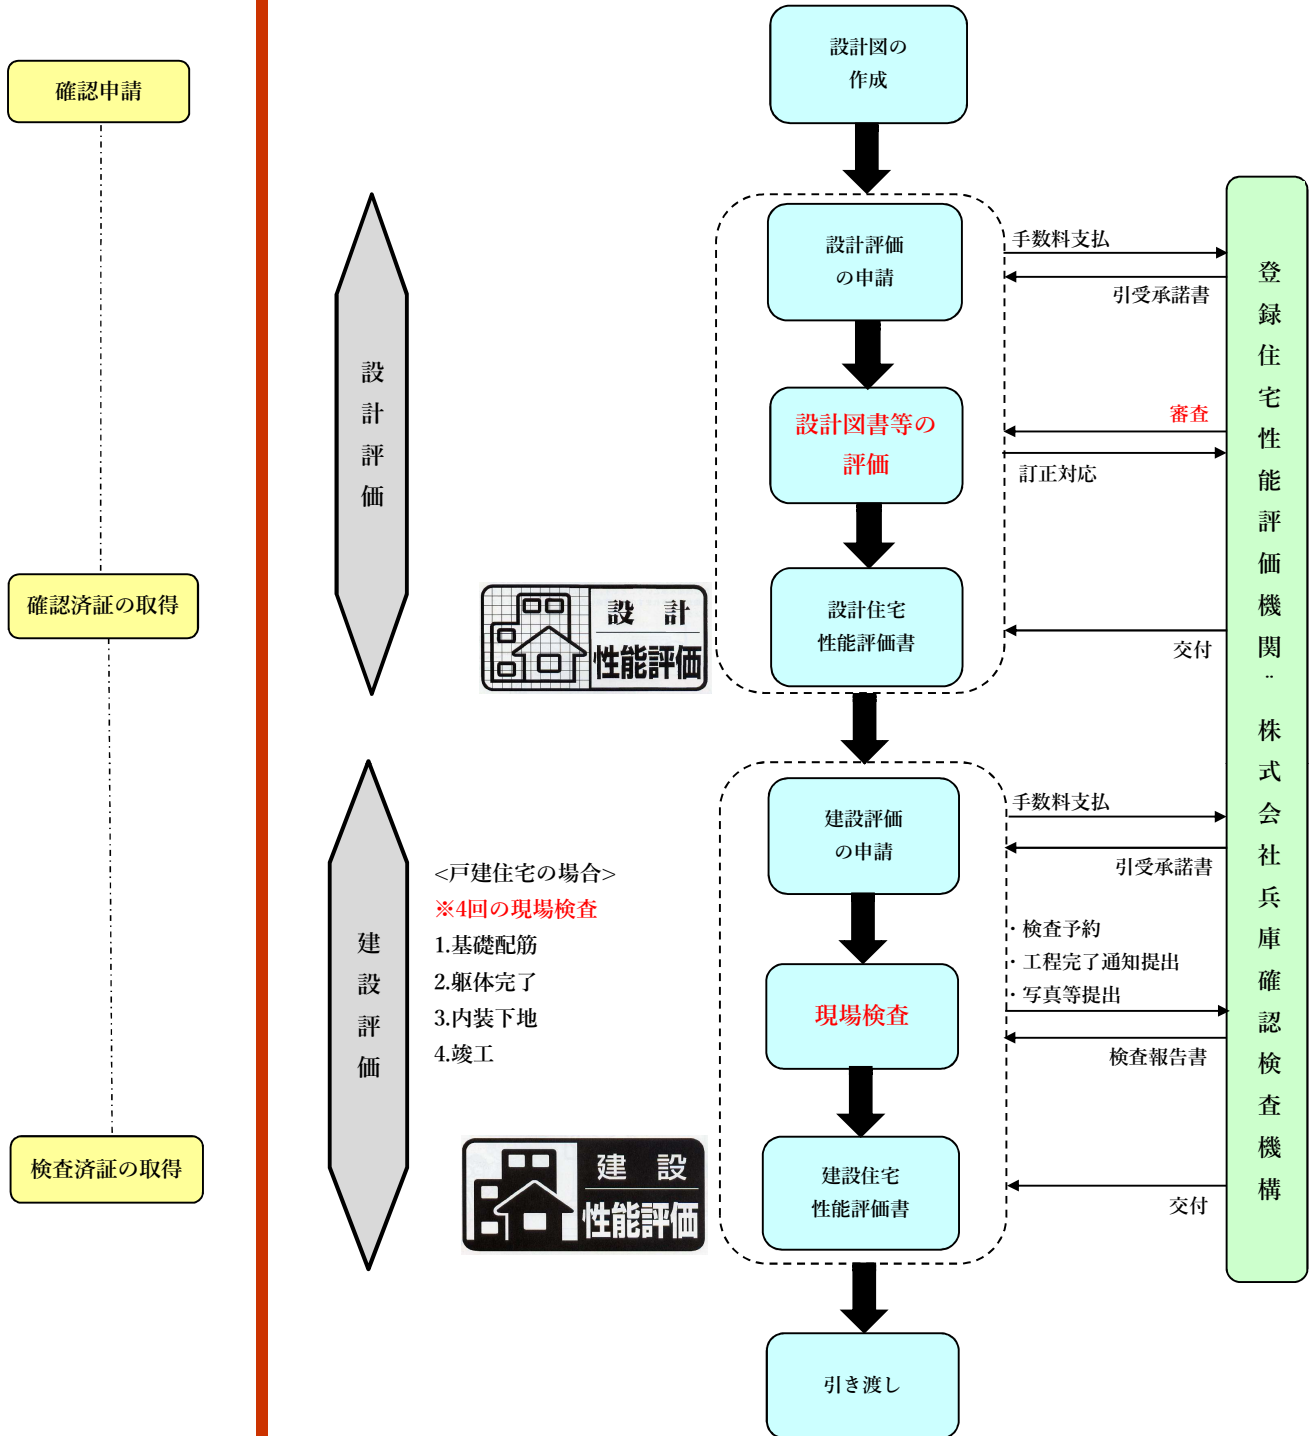 確認申請
確認済証の取得
検査済証の取得
設計評価
建設評価
設計
性能評価
<戸建住宅の場合>
※4回の現場検査
1.基礎配筋
2.躯体完了
3.内装下地
4.竣工
建設
性能評価
設計図の
作成
設計評価
の申請
設計図書等の
評価
設計住宅
性能評価書
建設評価
の申請
現場検査
建設住宅
性能評価書
引き渡し
手数料支払
引受承諾書
審査
訂正対応
交付
手数料支払
引受承諾書
・検査予約
・工程完了通知提出
・写真等提出
検査報告書
交付
登録住宅性能評価機関:株式会社兵庫確認検査機構